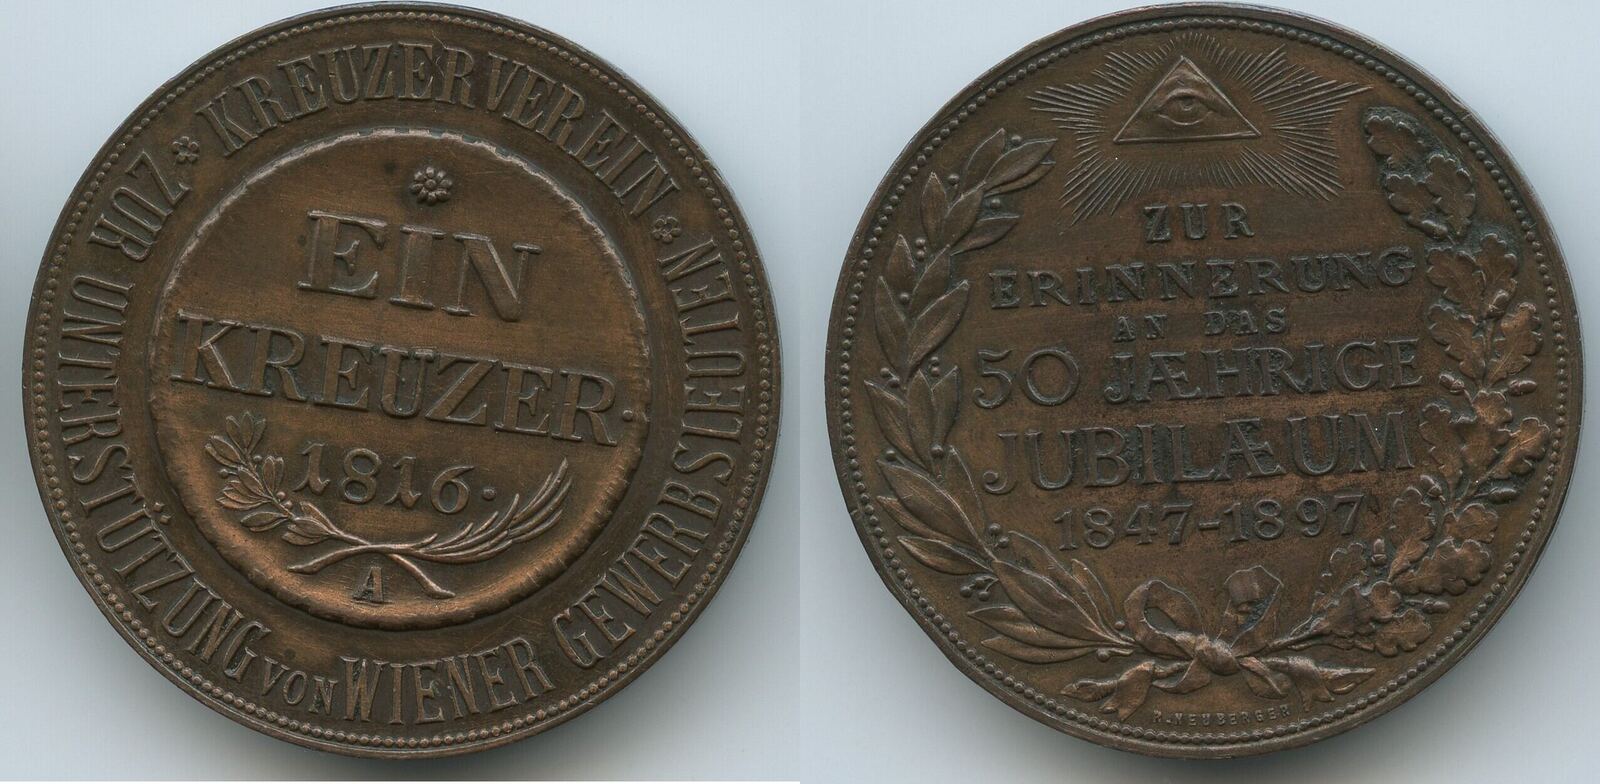 * KREUZERVEREIN *
ZUR UNTERSTÜTZUNG VON WIENER GEWERBSLEUTEN
EIN
KREUZER.
1816.
A
ZUR
ERINNERUNG
AN DAS
50 JÆHRIGE
JUBILÆUM
1847-1897
R. NEUBERGER